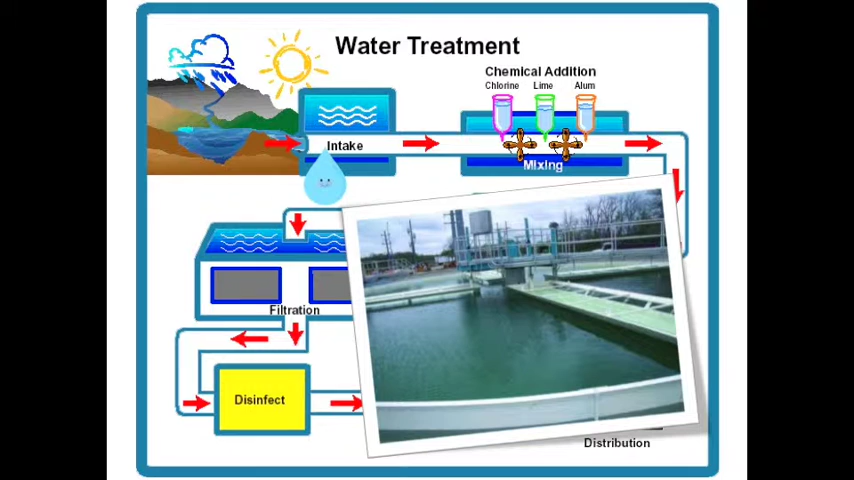 Water Treatment
Chemical Addition
Chlorine Lime Alum
Intake
Mixing
Filtration
Disinfect
Distribution